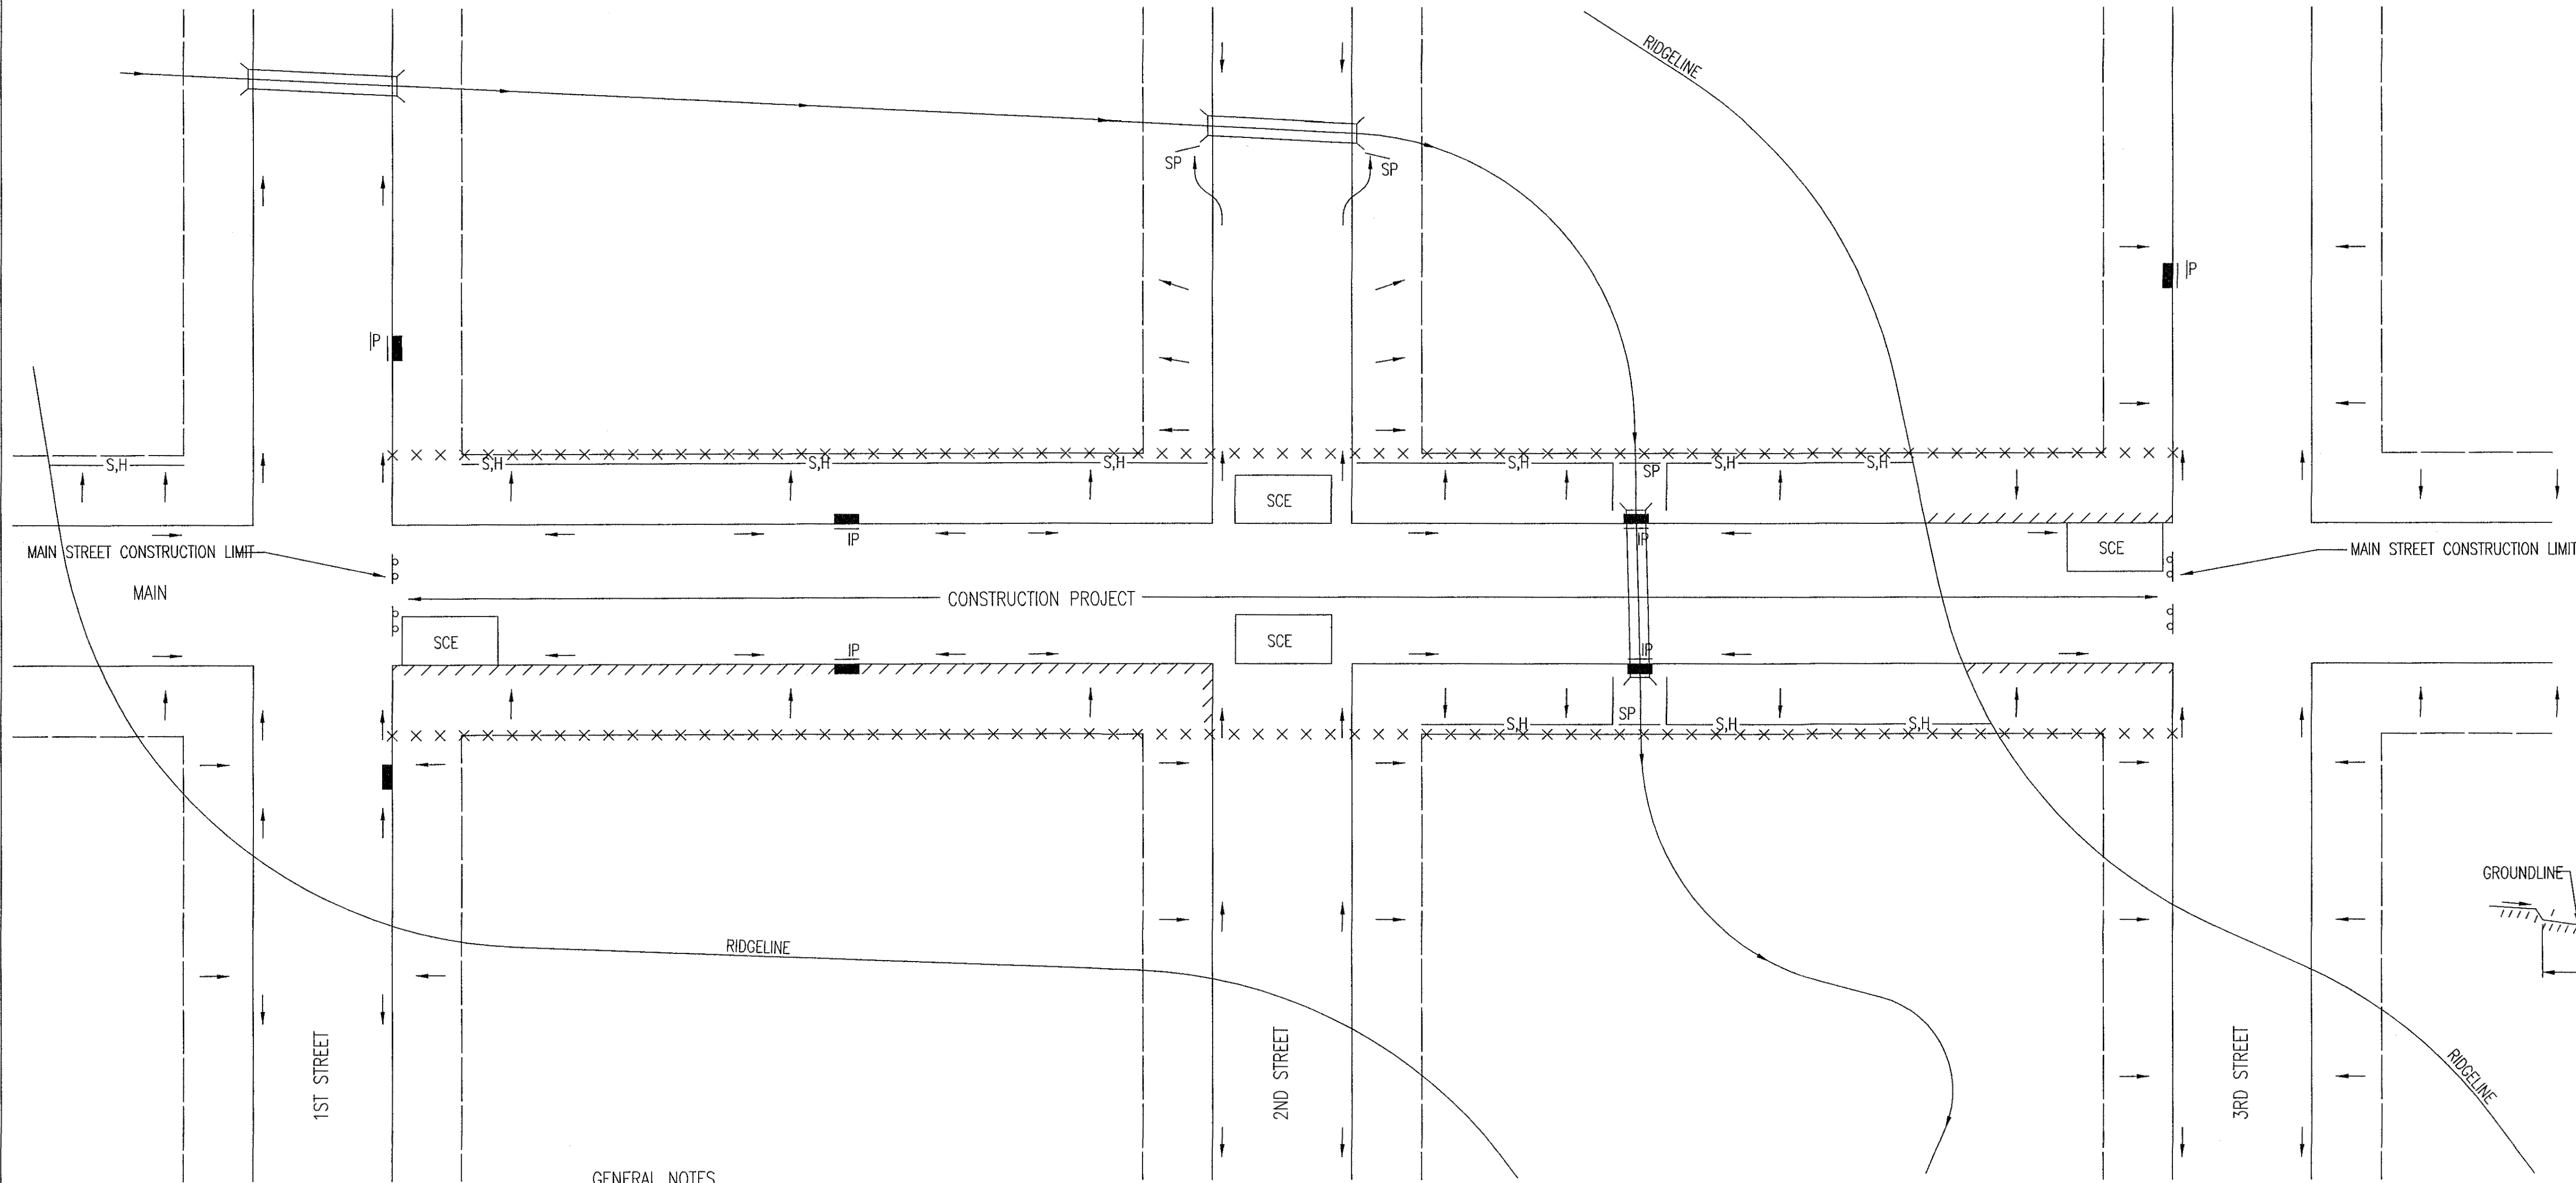 RIDGELINE
SP
SP
IP
IP
S,H
S,H
S,H
S,H
S,H
SP
S,H
S,H
SCE
IP
IP
SCE
MAIN STREET CONSTRUCTION LIMIT
MAIN STREET CONSTRUCTION LIMIT
MAIN
CONSTRUCTION PROJECT
SCE
SCE
IP
IP
SP
S,H
S,H
S,H
GROUNDLINE
RIDGELINE
1ST STREET
2ND STREET
3RD STREET
RIDGELINE
GENERAL NOTES